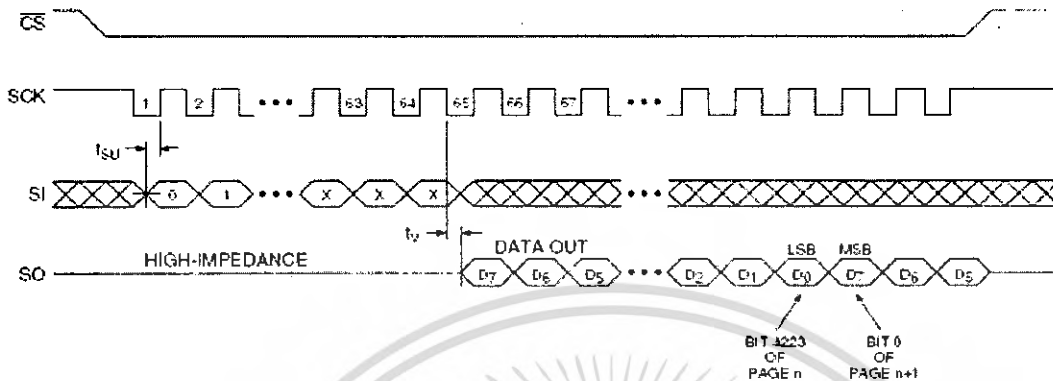 CS
SCK 1 2 ••• 63 64 65 66 67 •••
tSU
SI 0 1 ••• X X X •••
tV
HIGH-IMPEDANCE DATA OUT LSB MSB
SO D7 D6 D5 ••• D2 D1 D0 D7 D6 D5
BIT 4223 OF PAGE n
BIT 0 OF PAGE n+1